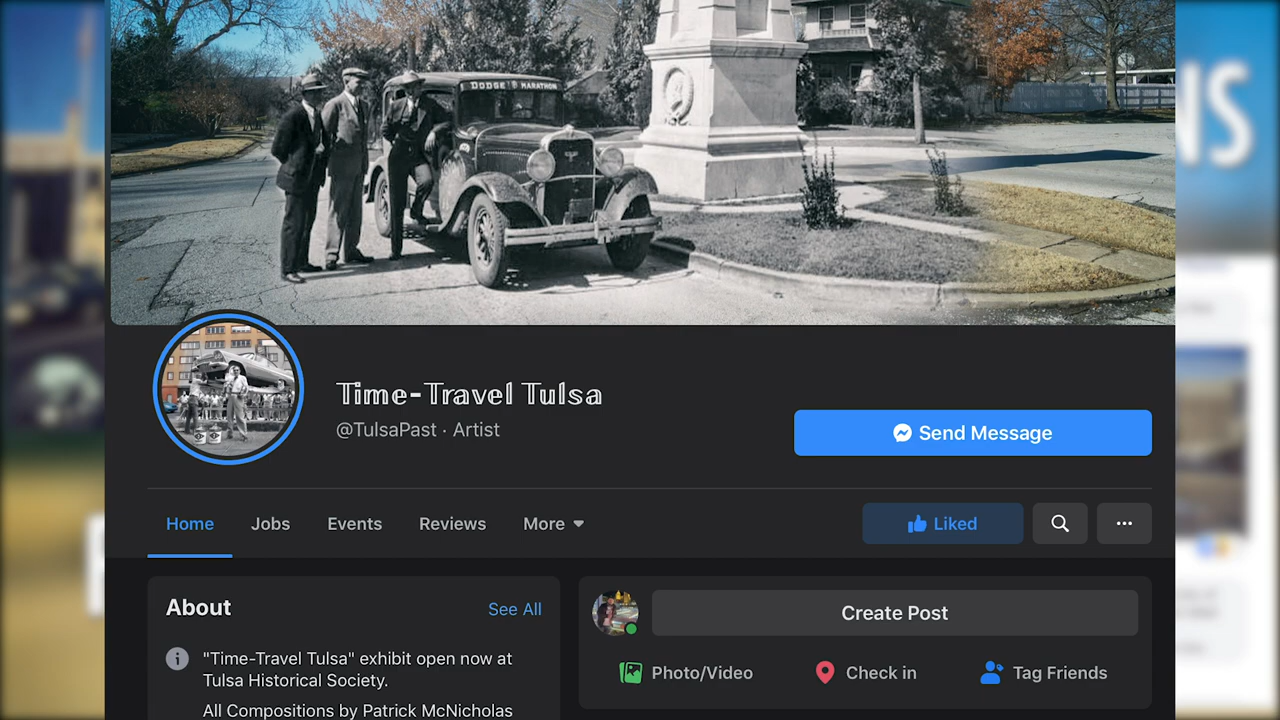 DODGE MARATHON
NS
Time-Travel Tulsa
@TulsaPast · Artist
Send Message
Home
Jobs
Events
Reviews
More
Liked
About
See All
Create Post
"Time-Travel Tulsa" exhibit open now at
Tulsa Historical Society.
Photo/Video
Check in
Tag Friends
All Compositions by Patrick McNicholas